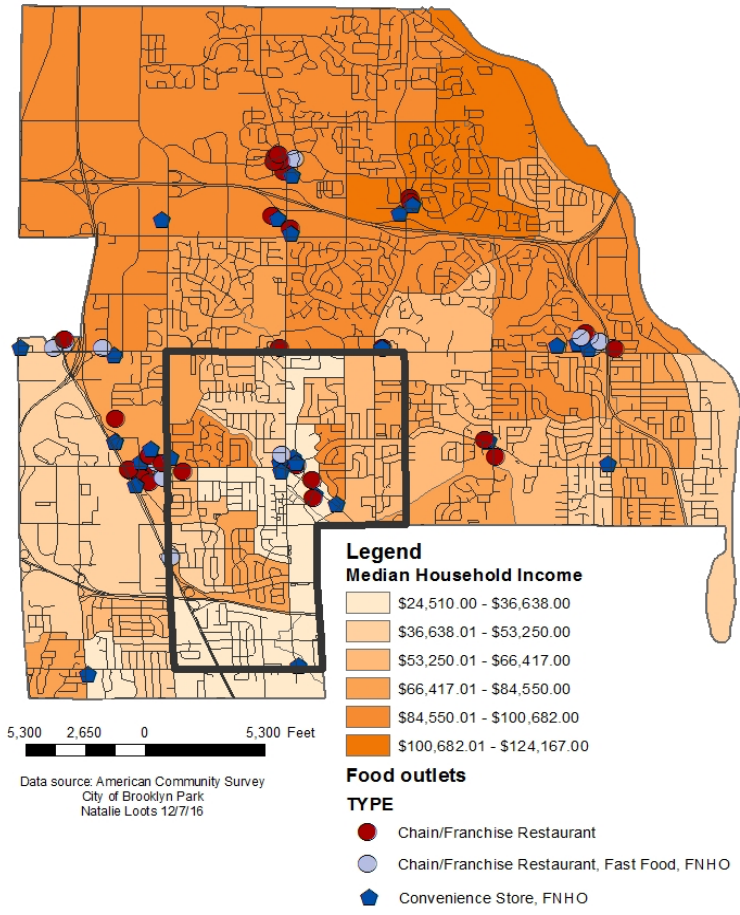 Legend
Median Household Income
$24,510.00 - $36,638.00
$36,638.01 - $53,250.00
$53,250.01 - $66,417.00
$66,417.01 - $84,550.00
$84,550.01 - $100,682.00
$100,682.01 - $124,167.00
Food outlets
TYPE
Chain/Franchise Restaurant
Chain/Franchise Restaurant, Fast Food, FNHO
Convenience Store, FNHO
5,300 2,650 0 5,300 Feet
Data source: American Community Survey
City of Brooklyn Park
Natalie Loots 12/7/16